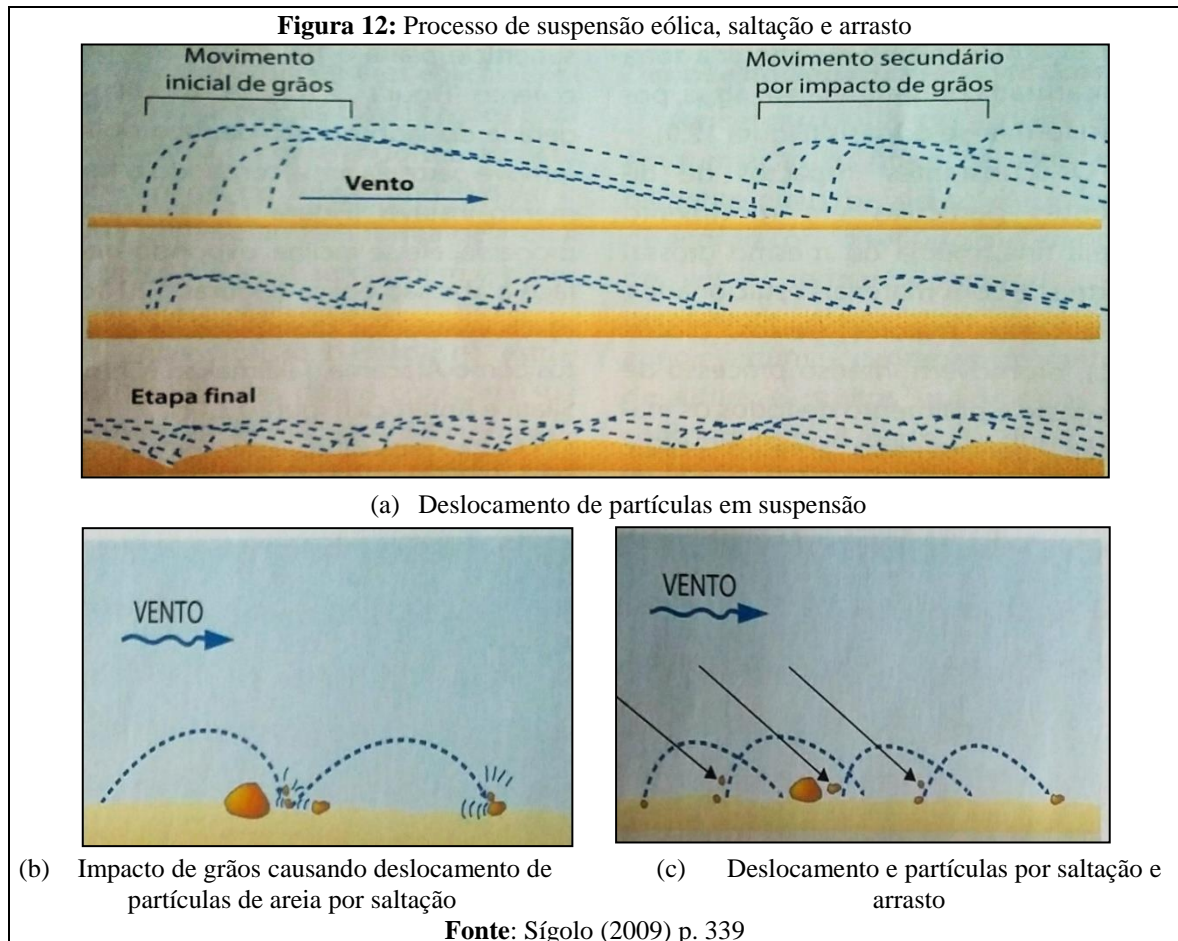 Figura 12: Processo de suspensão eólica, saltação e arrasto
Movimento
inicial de grãos
Movimento secundário
por impacto de grãos
Vento
Etapa final
(a) Deslocamento de partículas em suspensão
VENTO
VENTO
(b) Impacto de grãos causando deslocamento de
partículas de areia por saltação
(c) Deslocamento e partículas por saltação e
arrasto
Fonte: Sígolo (2009) p. 339